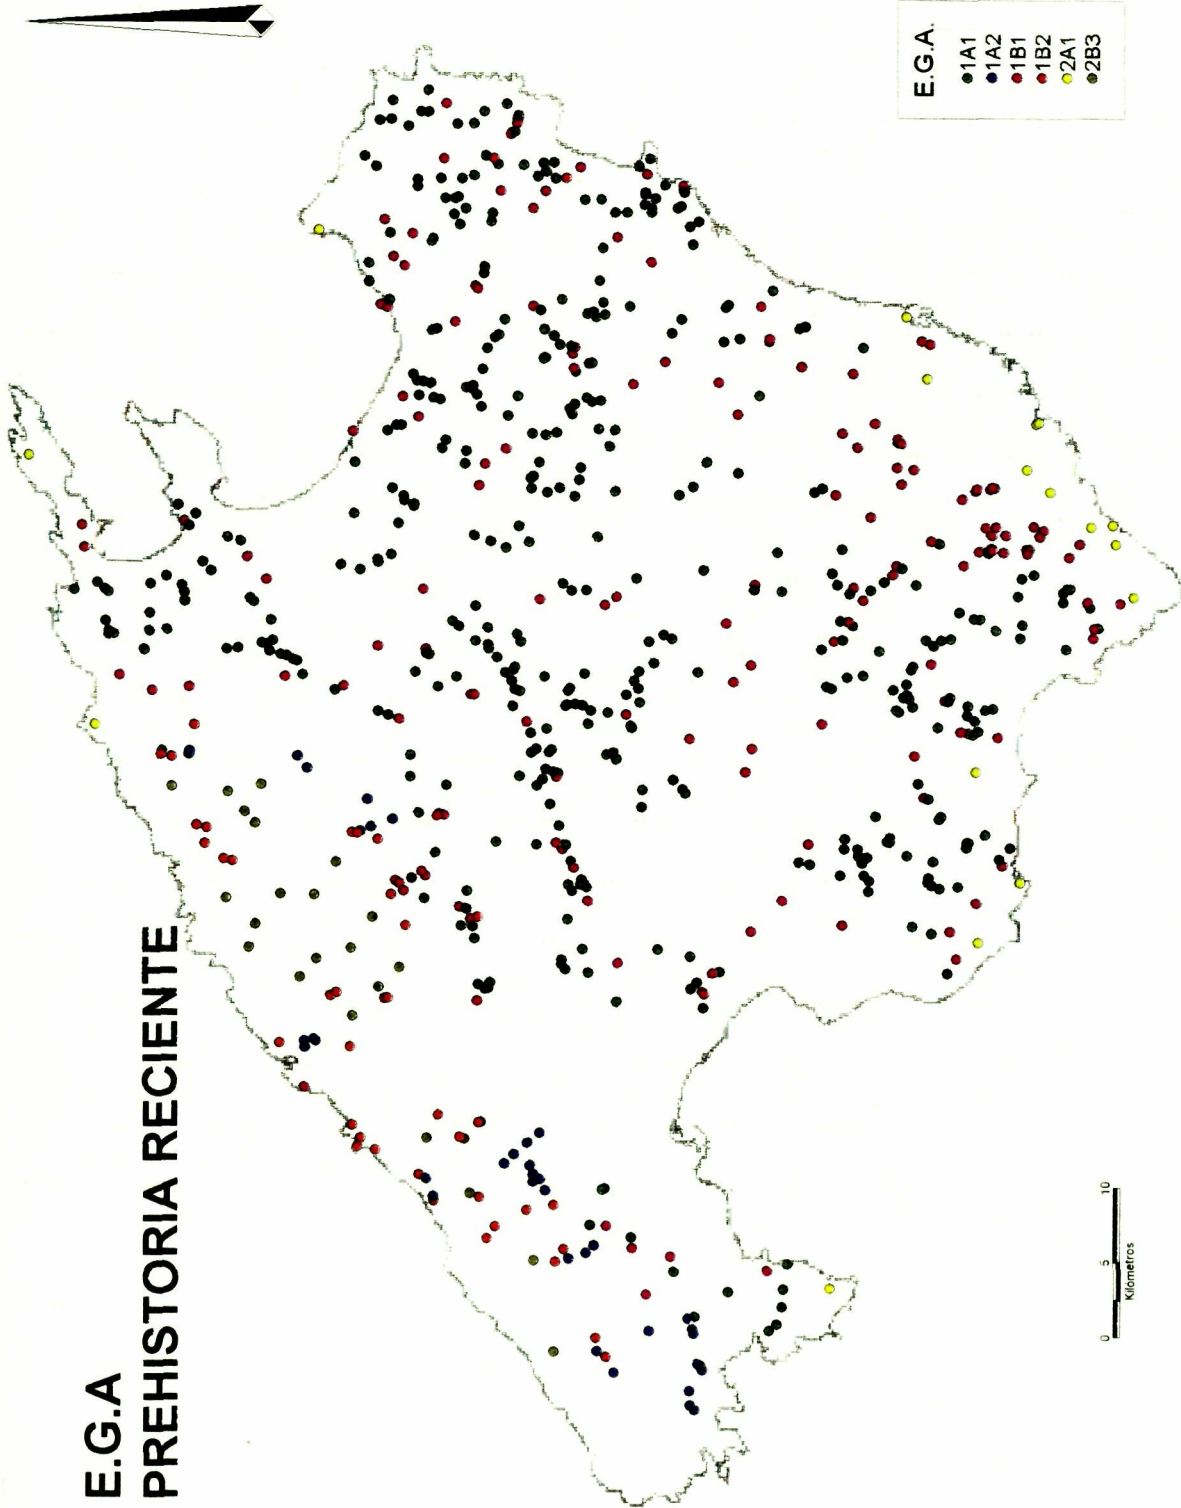 E.G.A
PREHISTORIA RECIENTE
E.G.A.
1A1
1A2
1B1
1B2
2A1
2B3
0 5 10
Kilómetros